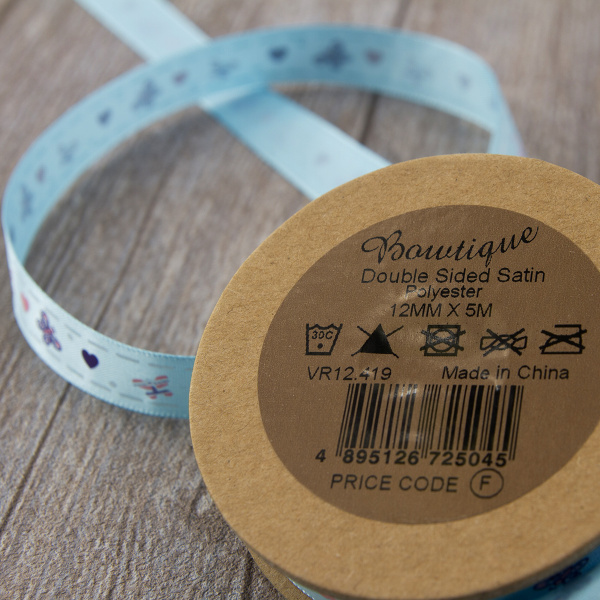 Bowtique
Double Sided Satin
Polyester
12MM X 5M
30C
VR12.419 Made in China
4 895126 725045
PRICE CODE F